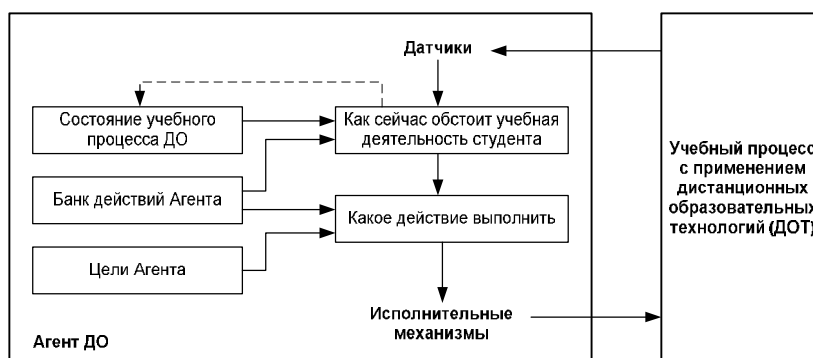 Датчики
Состояние учебного
процесса ДО
Как сейчас обстоит учебная
деятельность студента
Банк действий Агента
Какое действие выполнить
Цели Агента
Исполнительные
механизмы
Агент ДО
Учебный процесс
с применением
дистанционных
образовательных
технологий (ДОТ)